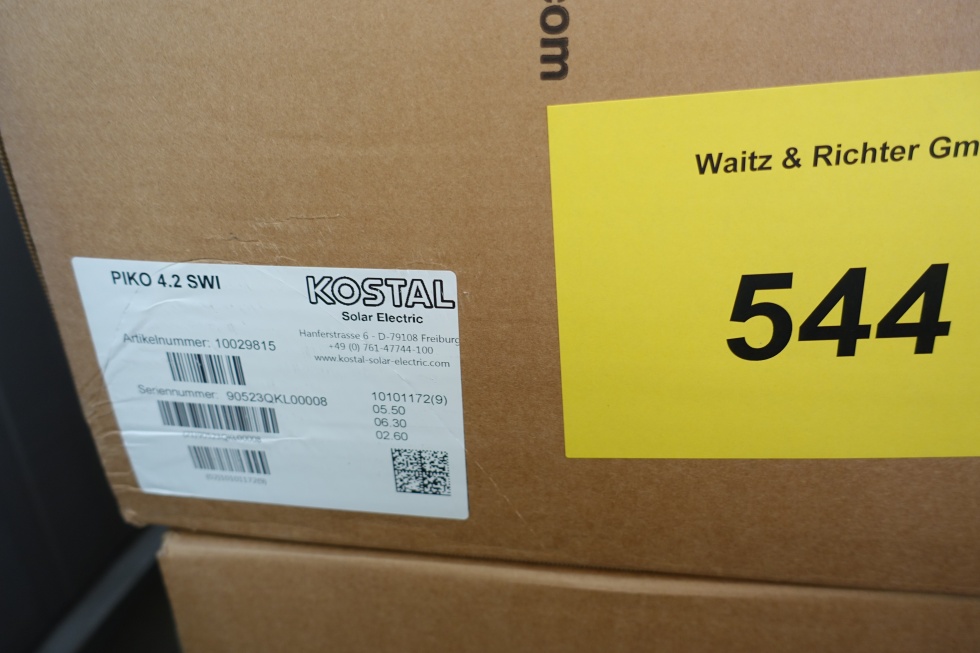 .com
Waitz & Richter Gm
544
PIKO 4.2 SWI
KOSTAL
Solar Electric
Hanferstrasse 6 - D-79108 Freiburg
+49 (0) 761-47744-100
www.kostal-solar-electric.com
Artikelnummer: 10029815
Seriennummer: 90523QKL00008
10101172(9)
05.50
06.30
02.60